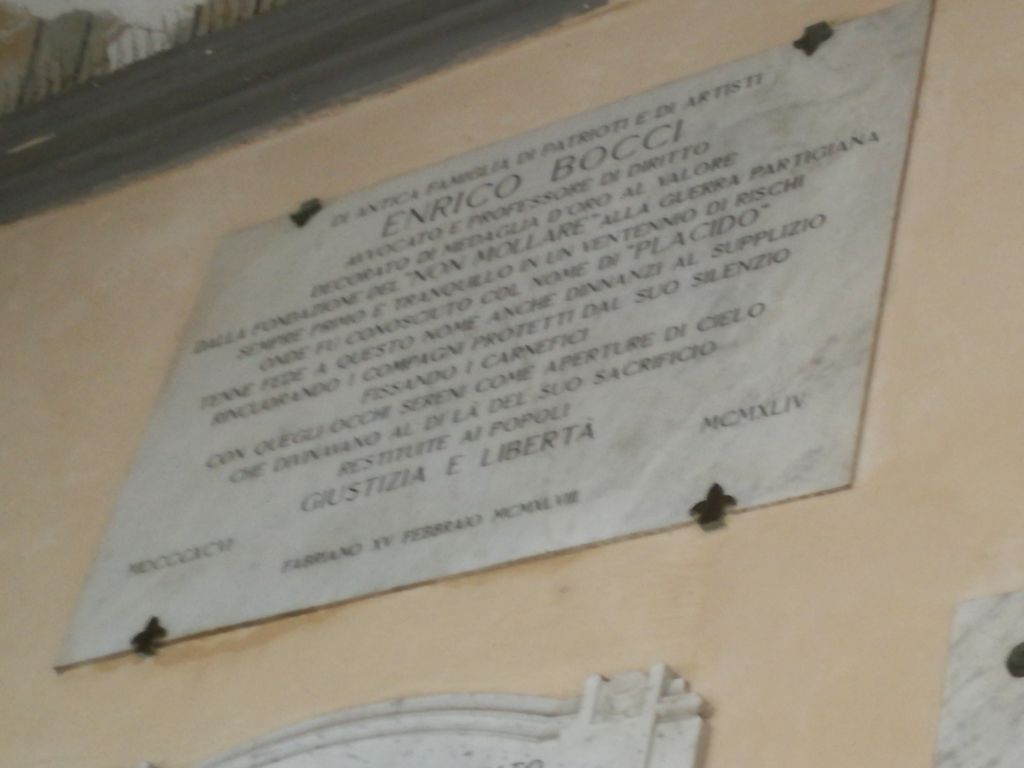 DI ANTICA FAMIGLIA DI PATRIOTI E DI ARTISTI
ENRICO BOCCI
AVVOCATO E PROFESSORE DI DIRITTO
DECORATO DI MEDAGLIA D'ORO AL VALORE
DALLA FONDAZIONE DEL "NON MOLLARE" ALLA GUERRA PARTIGIANA
SEMPRE PRIMO E TRANQUILLO IN UN VENTENNIO DI RISCHI
ONDE FU CONOSCIUTO COL NOME DI "PLACIDO"
TENNE FEDE A QUESTO NOME ANCHE DINNANZI AL SUPPLIZIO
RINCUORANDO I COMPAGNI PROTETTI DAL SUO SILENZIO
FISSANDO I CARNEFICI
CON QUEGLI OCCHI SERENI COME APERTURE DI CIELO
CHE DIVINAVANO AL DI LÀ DEL SUO SACRIFICIO
RESTITUITE AI POPOLI
GIUSTIZIA E LIBERTÀ
MDCCCXCVI MCMXLIV
FABRIANO XV FEBBRAIO MCMXLVIII